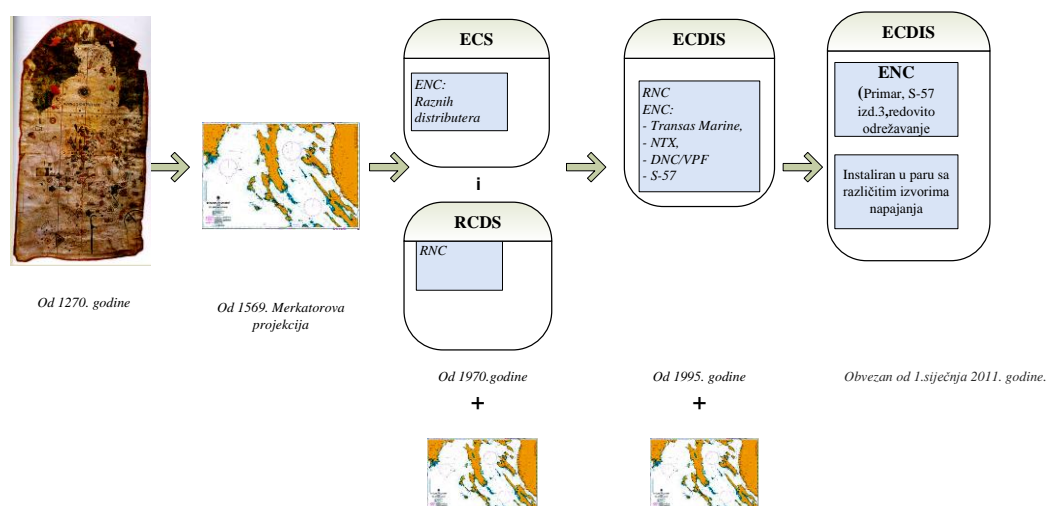 Od 1270. godine
Od 1569. Merkatorova
projekcija
ECS
ENC:
Raznih
distributera
i
RCDS
RNC
Od 1970.godine
+
ECDIS
RNC
ENC:
- Transas Marine,
- NTX,
- DNC/VPF
- S-57
Od 1995. godine
+
ECDIS
ENC
(Primar, S-57
izd.3,redovito
odrežavanje
Instaliran u paru sa
različitim izvorima
napajanja
Obvezan od 1.siječnja 2011. godine.